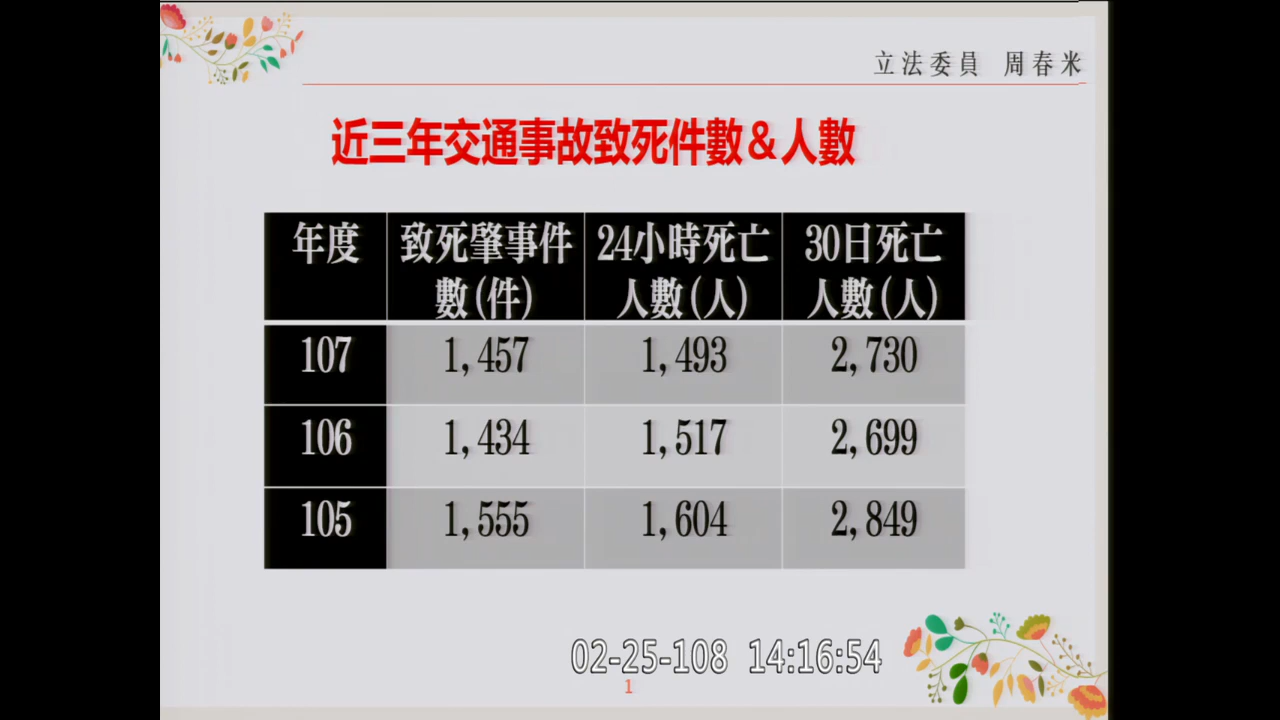 立法委員 周春米
近三年交通事故致死件數＆人數
年度 致死肇事件數(件) 24小時死亡人數(人) 30日死亡人數(人)
107 1,457 1,493 2,730
106 1,434 1,517 2,699
105 1,555 1,604 2,849
02-25-108 14:16:54
1